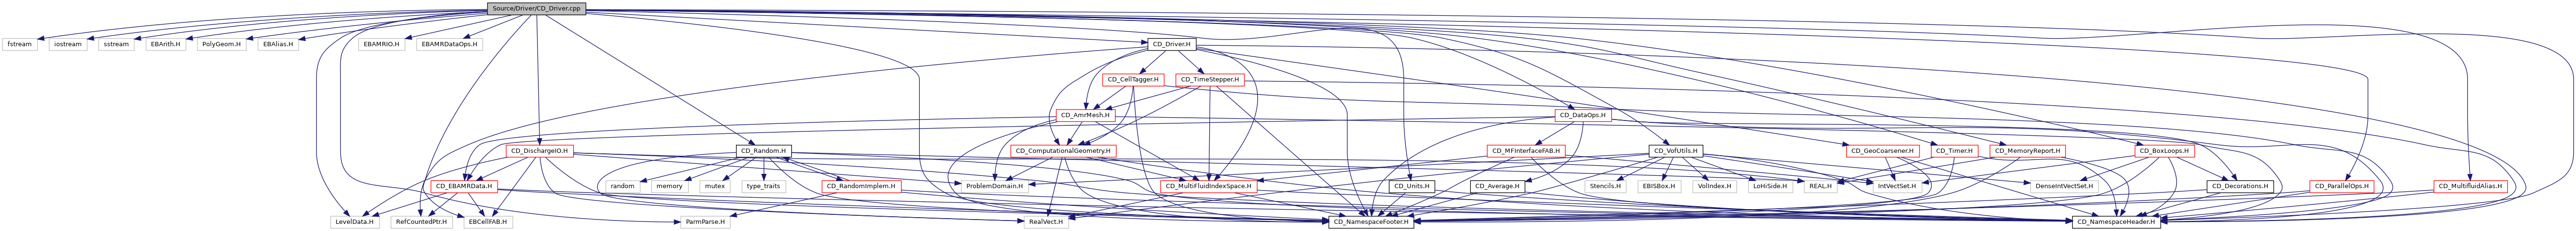 Source/Driver/CD_Driver.cpp
fstream
iostream
sstream
EBArith.H
PolyGeom.H
EBAlias.H
EBAMRIO.H
EBAMRDataOps.H
CD_Driver.H
CD_CellTagger.H
CD_TimeStepper.H
CD_AmrMesh.H
CD_DataOps.H
CD_DischargeIO.H
CD_Random.H
CD_ComputationalGeometry.H
CD_MFInterfaceFAB.H
CD_VofUtils.H
CD_GeoCoarsener.H
CD_Timer.H
CD_MemoryReport.H
CD_BoxLoops.H
CD_EBAMRData.H
random
memory
mutex
type_traits
CD_RandomImplem.H
ProblemDomain.H
CD_MultiFluidIndexSpace.H
CD_Units.H
CD_Average.H
Stencils.H
EBISBox.H
VolIndex.H
LoHiSide.H
REAL.H
IntVectSet.H
DenseIntVectSet.H
CD_Decorations.H
CD_ParallelOps.H
CD_MultifluidAlias.H
LevelData.H
RefCountedPtr.H
EBCellFAB.H
ParmParse.H
RealVect.H
CD_NamespaceFooter.H
CD_NamespaceHeader.H